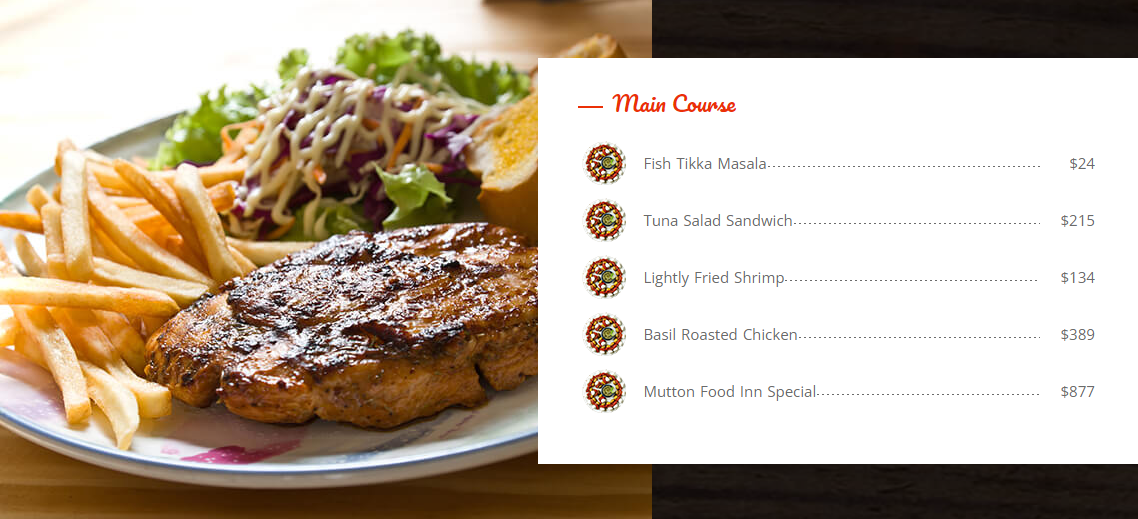 Main Course
Fish Tikka Masala $24
Tuna Salad Sandwich $215
Lightly Fried Shrimp $134
Basil Roasted Chicken $389
Mutton Food Inn Special $877